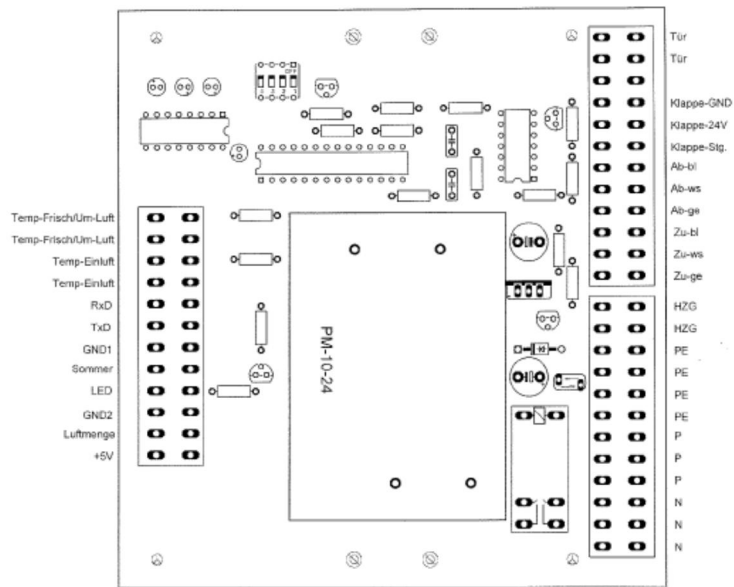 Temp-Frisch/Um-Luft
Temp-Frisch/Um-Luft
Temp-Einluft
Temp-Einluft
RxD
TxD
GND1
Sommer
LED
GND2
Luftmenge
+5V
PM-10-24
Tür
Tür
Klappe-GND
Klappe-24V
Klappe-Stg.
Ab-bl
Ab-ws
Ab-ge
Zu-bl
Zu-ws
Zu-ge
HZG
HZG
PE
PE
PE
PE
P
P
P
N
N
N